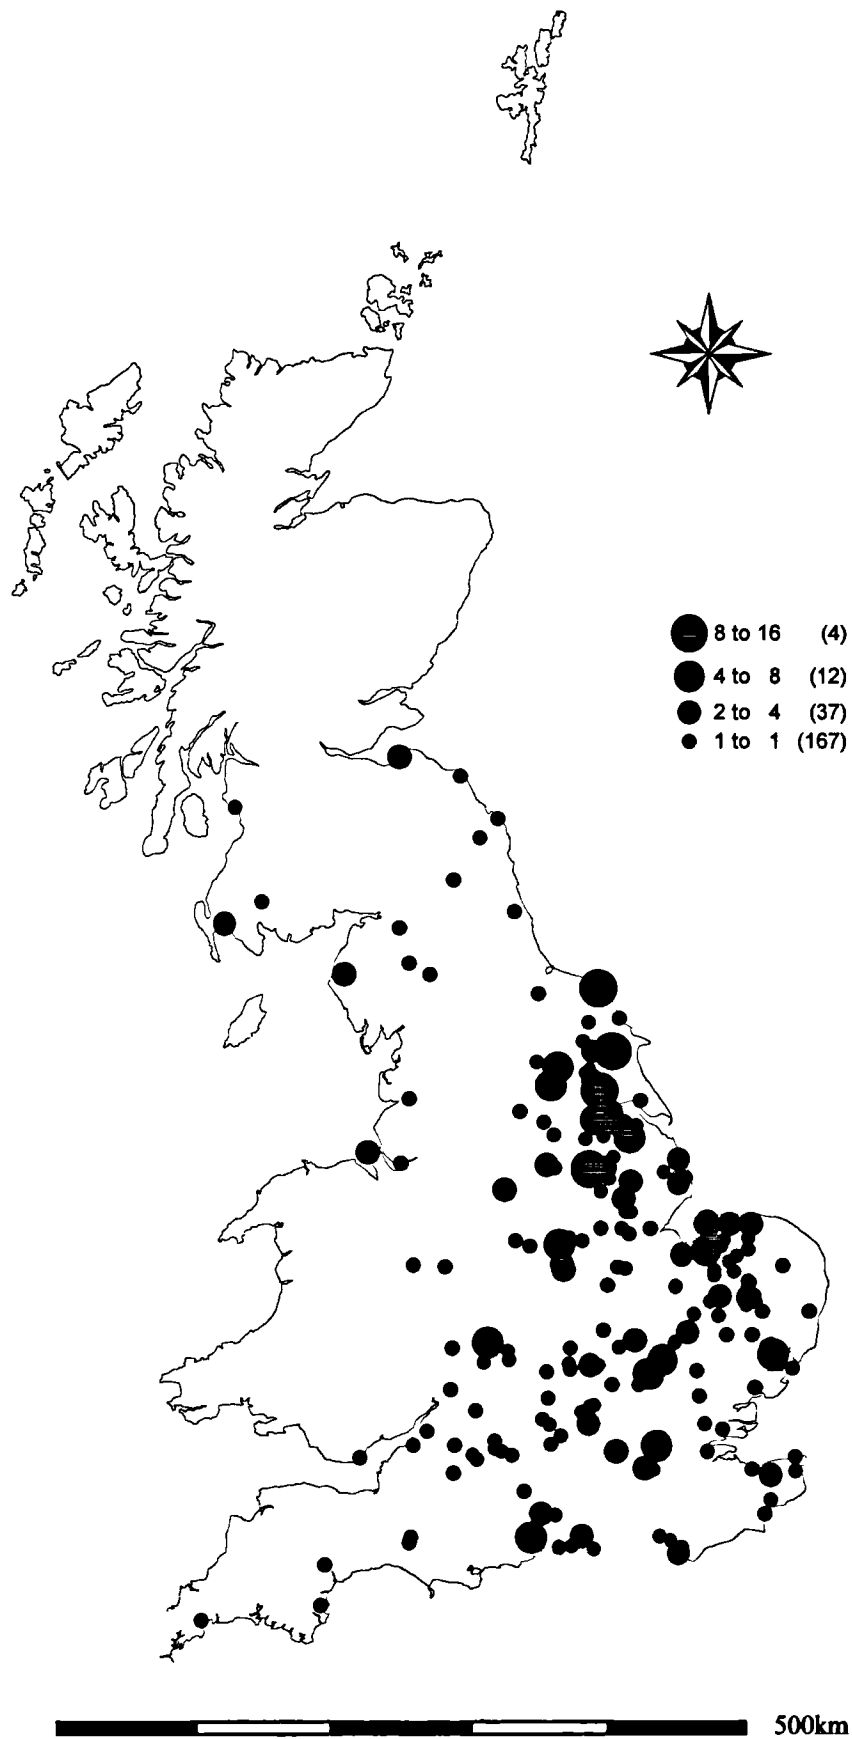 8 to 16 (4)
4 to 8 (12)
2 to 4 (37)
1 to 1 (167)
500km